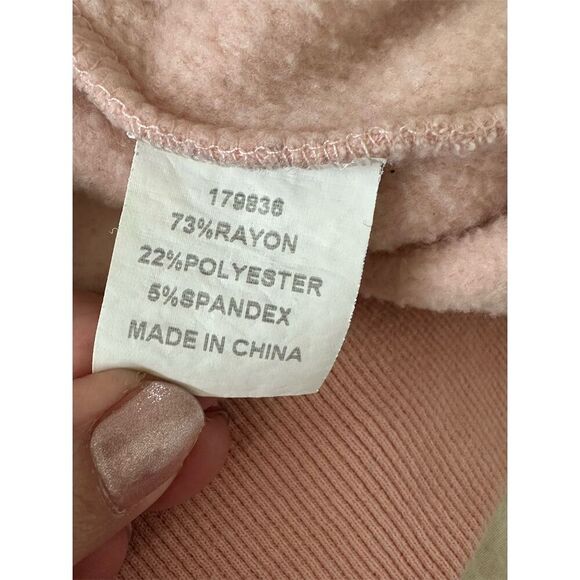 179836
73%RAYON
22%POLYESTER
5%SPANDEX
MADE IN CHINA